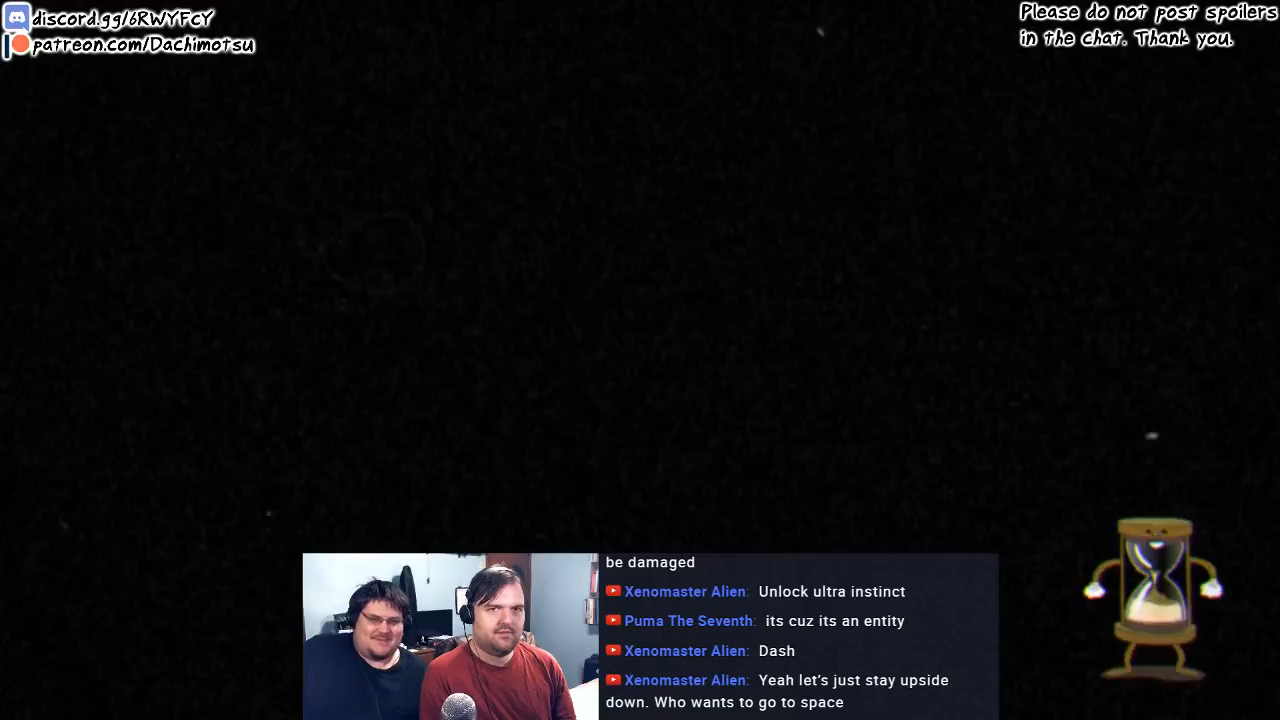 discord.gg/6RWYFcY
patreon.com/Dachimotsu
Please do not post spoilers
in the chat. Thank you.
be damaged
Xenomaster Alien: Unlock ultra instinct
Puma The Seventh: its cuz its an entity
Xenomaster Alien: Dash
Xenomaster Alien: Yeah let's just stay upside
down. Who wants to go to space